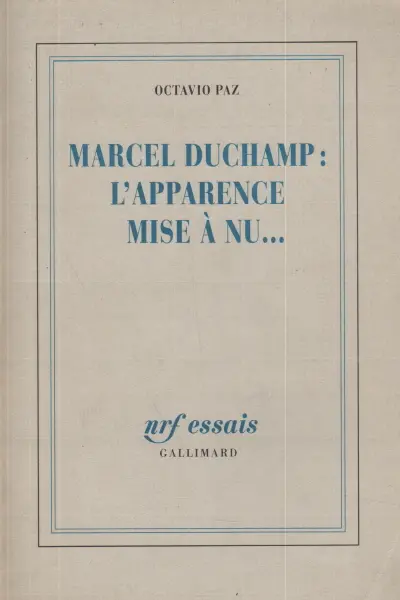 OCTAVIO PAZ
MARCEL DUCHAMP :
L'APPARENCE
MISE À NU...
nrf essais
GALLIMARD